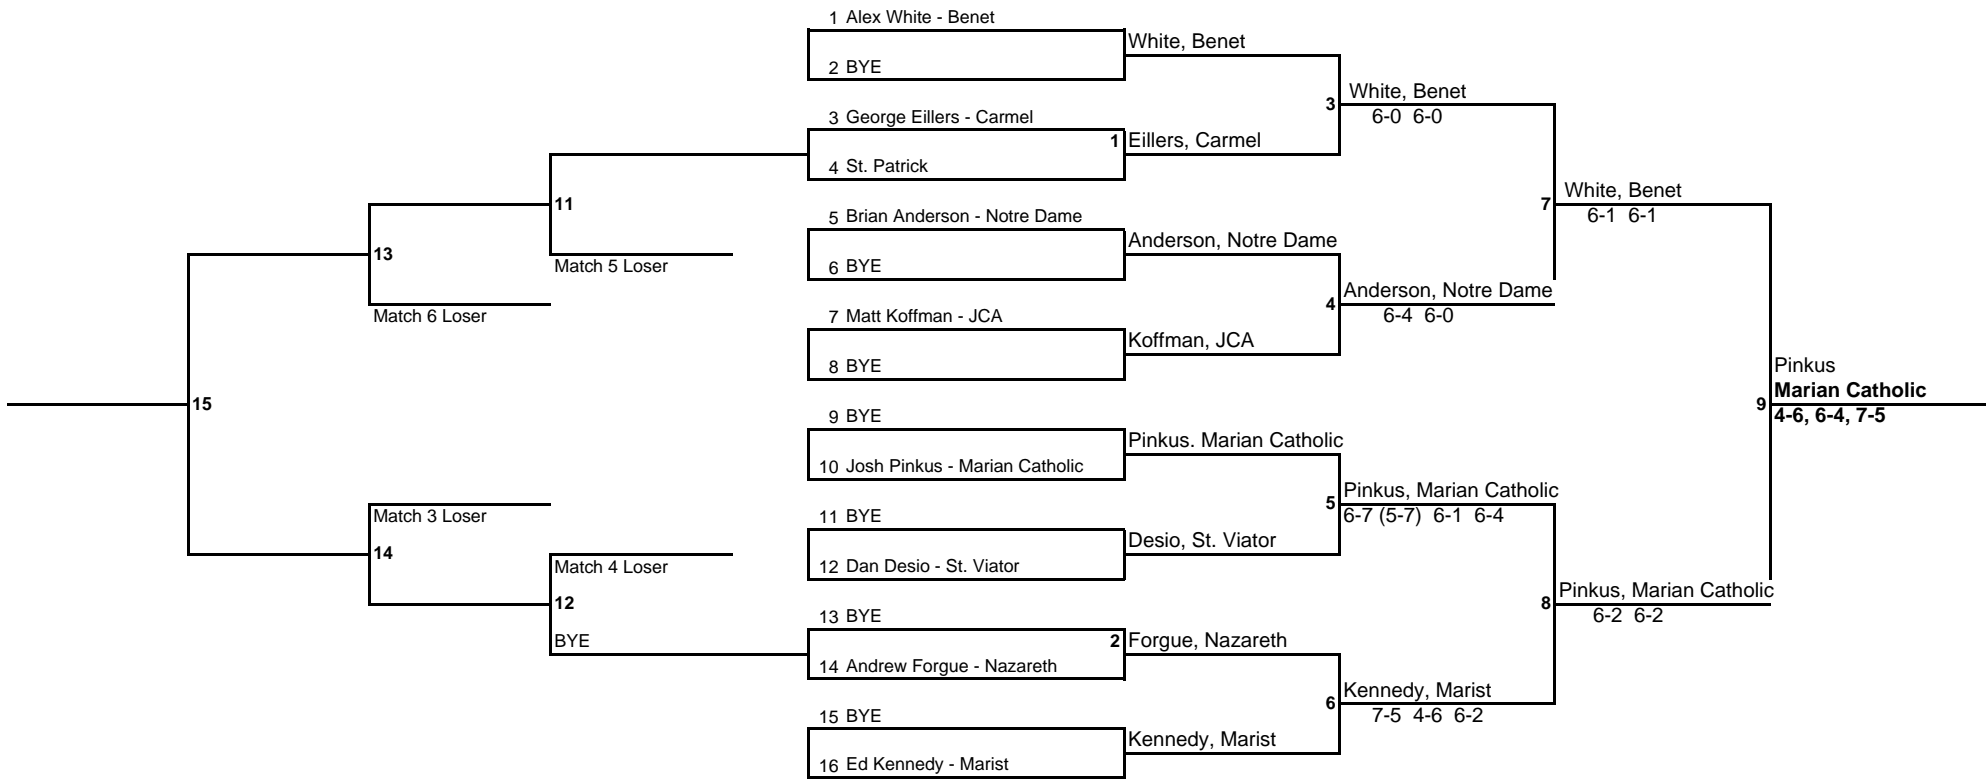 1 Alex White - Benet
White, Benet
2 BYE
3 White, Benet
6-0 6-0
3 George Eillers - Carmel
1 Eillers, Carmel
4 St. Patrick
11
7 White, Benet
6-1 6-1
5 Brian Anderson - Notre Dame
Anderson, Notre Dame
13
Match 5 Loser
6 BYE
4 Anderson, Notre Dame
6-4 6-0
Match 6 Loser
7 Matt Koffman - JCA
Koffman, JCA
8 BYE
Pinkus
15
9 Marian Catholic
4-6, 6-4, 7-5
9 BYE
Pinkus. Marian Catholic
10 Josh Pinkus - Marian Catholic
5 Pinkus, Marian Catholic
6-7 (5-7) 6-1 6-4
Match 3 Loser
11 BYE
Desio, St. Viator
14
Match 4 Loser
12 Dan Desio - St. Viator
12
8 Pinkus, Marian Catholic
6-2 6-2
13 BYE
BYE
2 Forgue, Nazareth
14 Andrew Forgue - Nazareth
6 Kennedy, Marist
7-5 4-6 6-2
15 BYE
Kennedy, Marist
16 Ed Kennedy - Marist